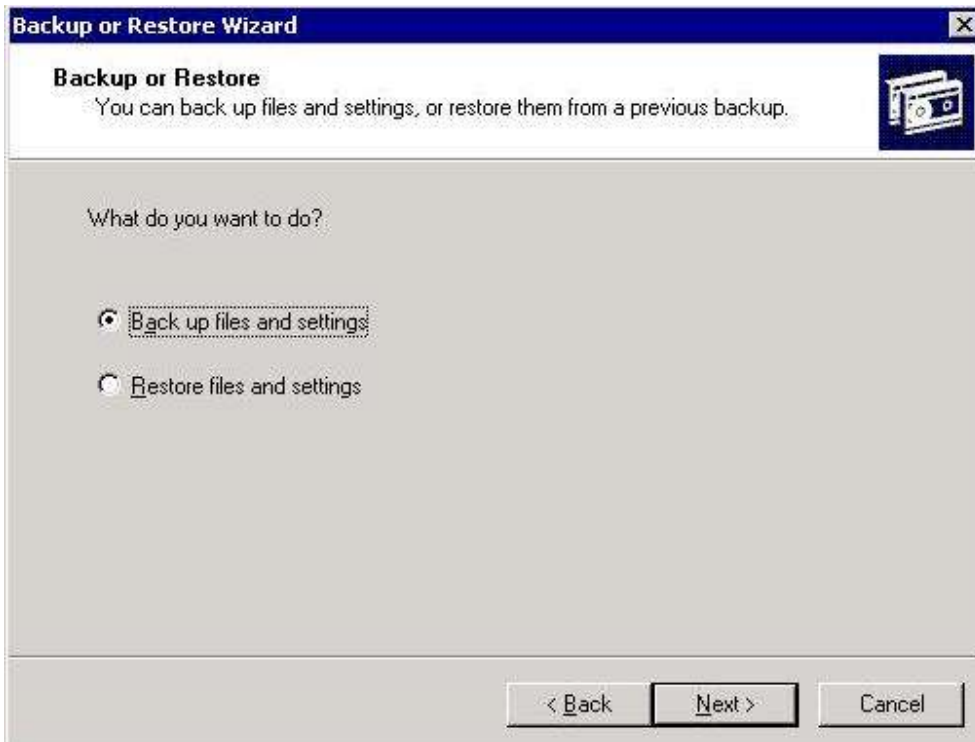 Backup or Restore Wizard
Backup or Restore
You can back up files and settings, or restore them from a previous backup.
What do you want to do?
Back up files and settings
Restore files and settings
< Back
Next >
Cancel